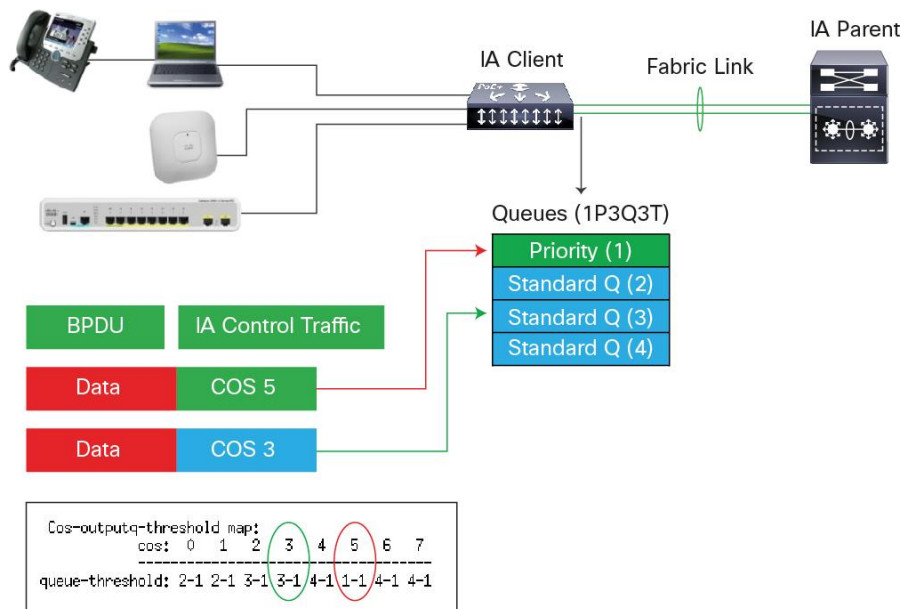 IA Parent
IA Client
Fabric Link
PoE+
Queues (1P3Q3T)
Priority (1)
Standard Q (2)
Standard Q (3)
Standard Q (4)
BPDU
IA Control Traffic
Data
COS 5
Data
COS 3
Cos-outputq-threshold map:
cos: 0 1 2 3 4 5 6 7
queue-threshold: 2-1 2-1 3-1 3-1 4-1 1-1 4-1 4-1